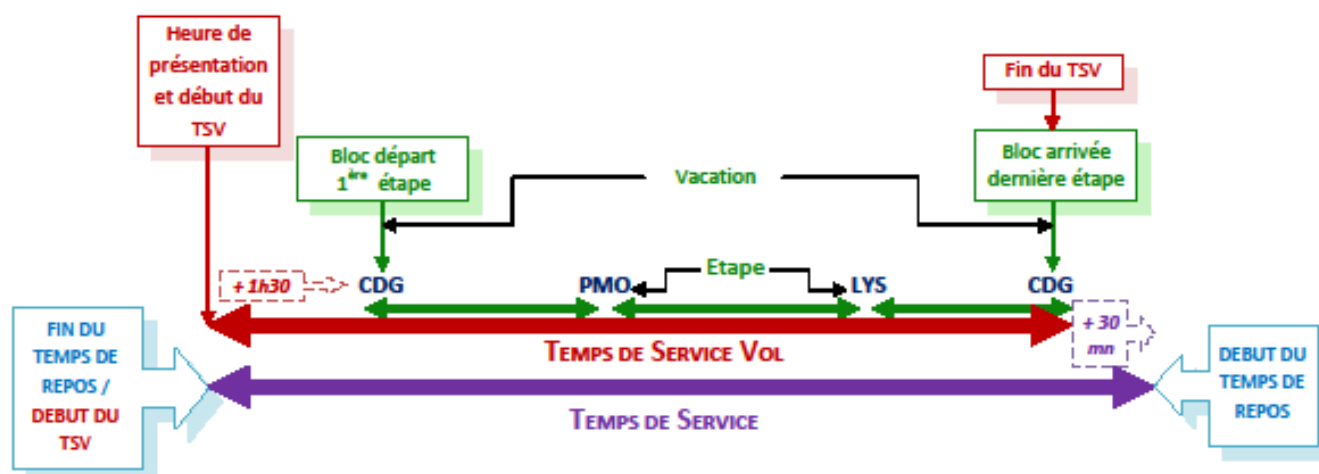 Heure de
présentation
et début du
TSV
Fin du TSV
Bloc départ
1ère étape
Vacation
Bloc arrivée
dernière étape
+ 1h30
CDG
PMO
Etape
LYS
CDG
FIN DU
TEMPS DE
REPOS /
DEBUT DU
TSV
TEMPS DE SERVICE VOL
+ 30
mn
DEBUT DU
TEMPS DE
REPOS
TEMPS DE SERVICE